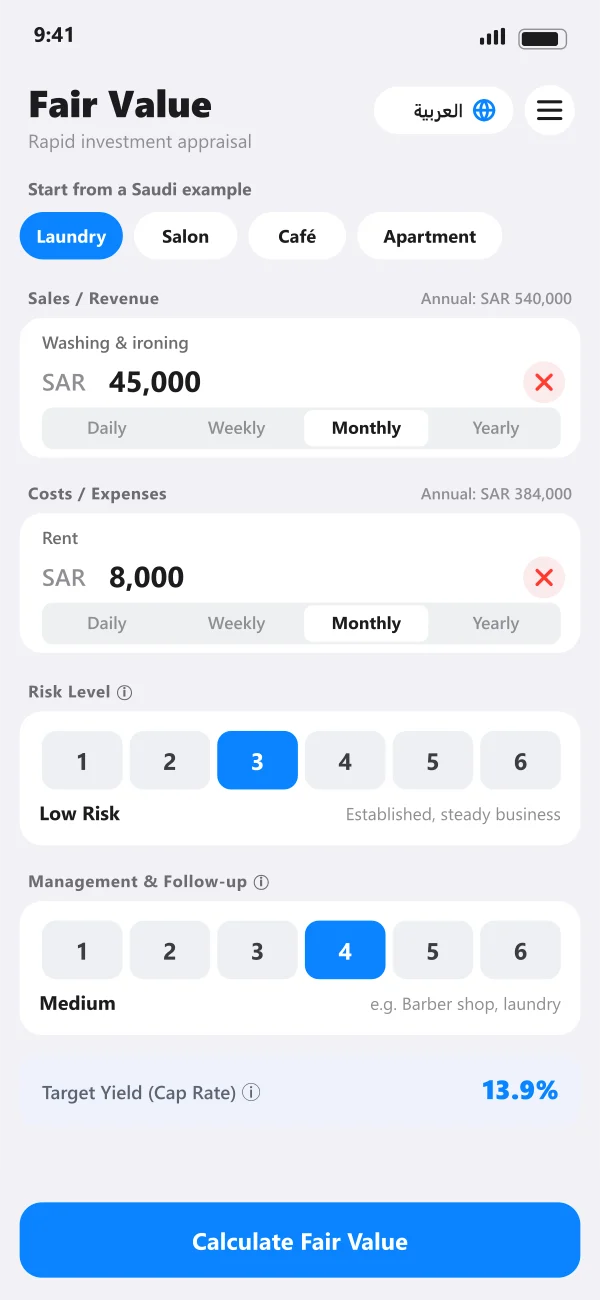 9:41
Fair Value
العربية
Rapid investment appraisal
Start from a Saudi example
Laundry Salon Café Apartment
Sales / Revenue Annual: SAR 540,000
Washing & ironing
SAR 45,000
Daily Weekly Monthly Yearly
Costs / Expenses Annual: SAR 384,000
Rent
SAR 8,000
Daily Weekly Monthly Yearly
Risk Level ⓘ
1 2 3 4 5 6
Low Risk Established, steady business
Management & Follow-up ⓘ
1 2 3 4 5 6
Medium e.g. Barber shop, laundry
Target Yield (Cap Rate) ⓘ 13.9%
Calculate Fair Value